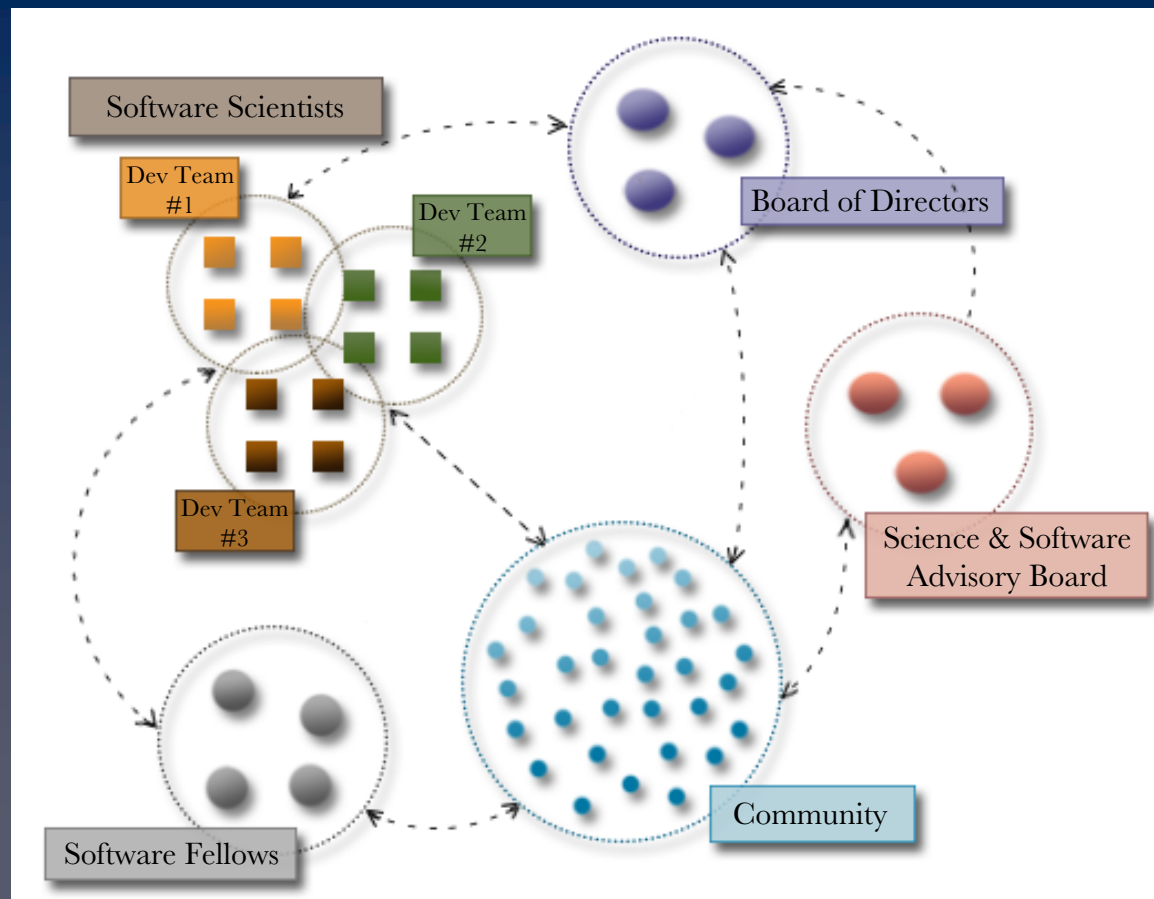 Software Scientists
Dev Team
#1
Dev Team
#2
Board of Directors
Dev Team
#3
Science & Software
Advisory Board
Community
Software Fellows